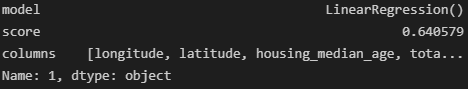 model LinearRegression()
score 0.640579
columns [longitude, latitude, housing_median_age, tota...
Name: 1, dtype: object